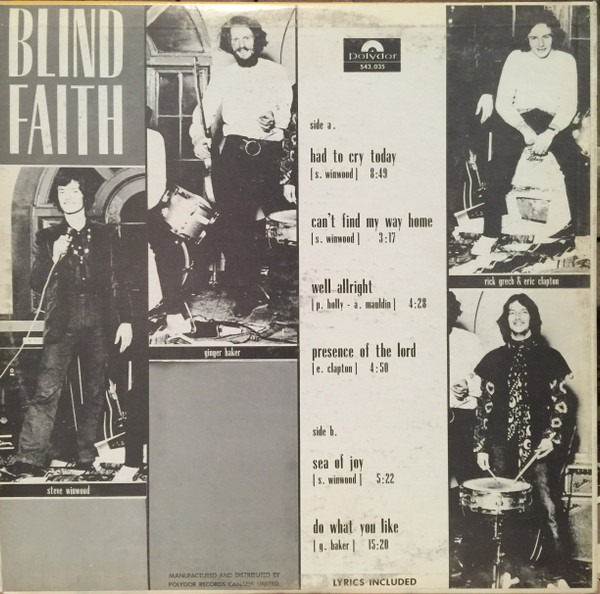 BLIND
FAITH
steve winwood
ginger baker
MANUFACTURED AND DISTRIBUTED BY
POLYDOR RECORDS CANADA LIMITED.
polydor
543.035
side a.
had to cry today
[s. winwood] 8:49
can't find my way home
[s. winwood] 3:17
well allright
[p. holly - a. mauldin] 4:28
presence of the lord
[e. clapton] 4:50
side b.
sea of joy
[s. winwood] 5:22
do what you like
[g. baker] 15:20
LYRICS INCLUDED
rick grech & eric clapton